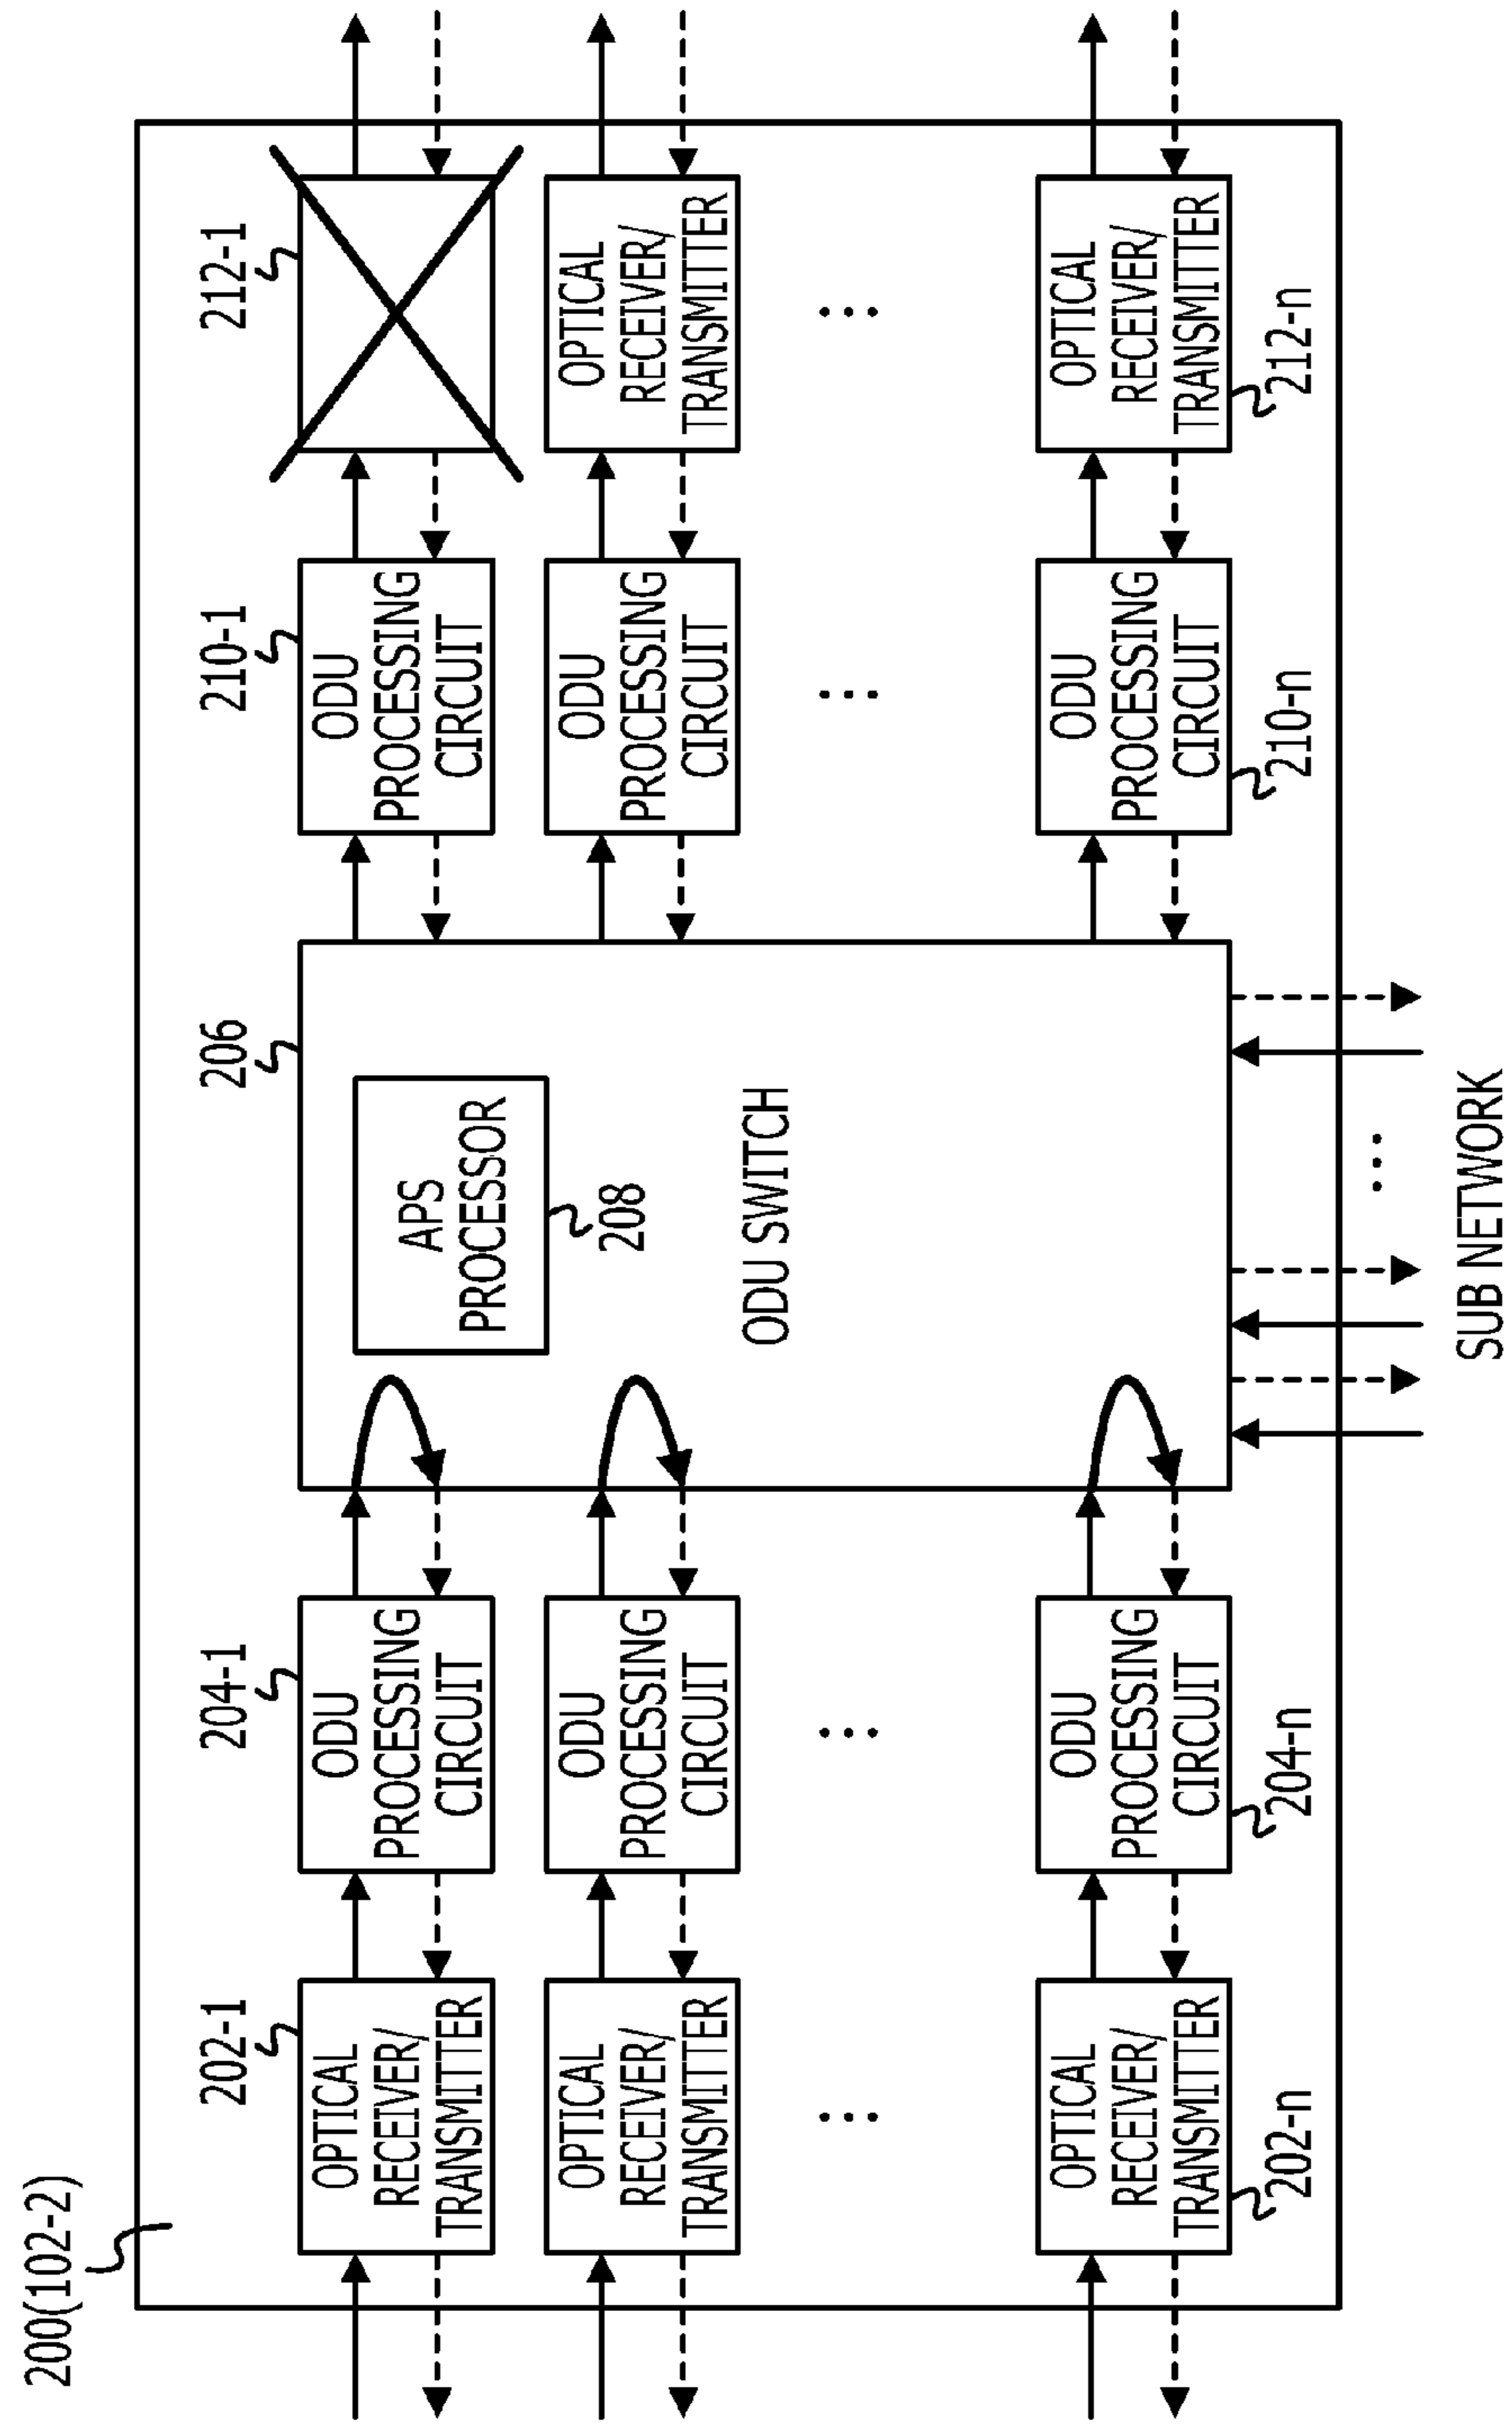 200(102-2)
202-1
204-1
206
210-1
212-1
OPTICAL
RECEIVER/
TRANSMITTER
ODU
PROCESSING
CIRCUIT
APS
PROCESSOR
208
ODU
PROCESSING
CIRCUIT
OPTICAL
RECEIVER/
TRANSMITTER
ODU
PROCESSING
CIRCUIT
ODU SWITCH
ODU
PROCESSING
CIRCUIT
OPTICAL
RECEIVER/
TRANSMITTER
...
...
...
...
OPTICAL
RECEIVER/
TRANSMITTER
ODU
PROCESSING
CIRCUIT
ODU
PROCESSING
CIRCUIT
OPTICAL
RECEIVER/
TRANSMITTER
202-n
204-n
210-n
212-n
...
SUB NETWORK